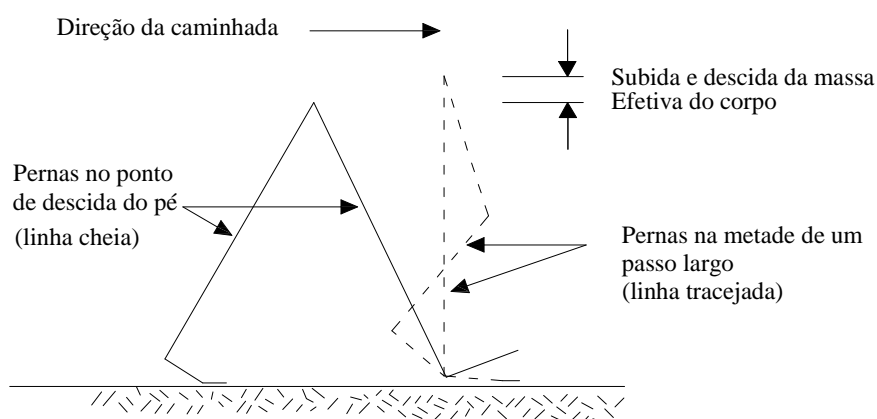 Direção da caminhada
Subida e descida da massa
Efetiva do corpo
Pernas no ponto
de descida do pé
(linha cheia)
Pernas na metade de um
passo largo
(linha tracejada)